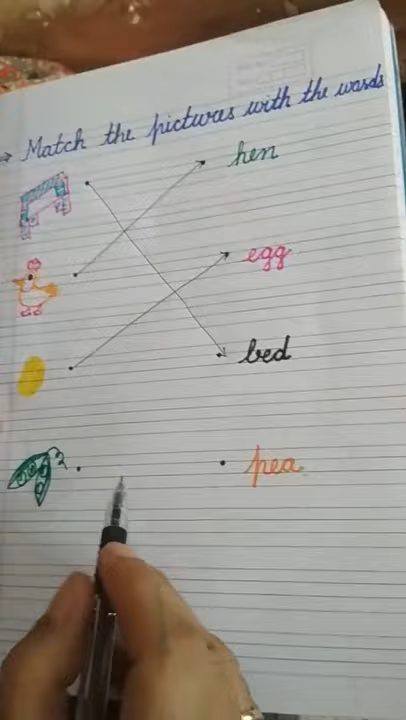 → Match the pictures with the words
hen
egg
bed
pea